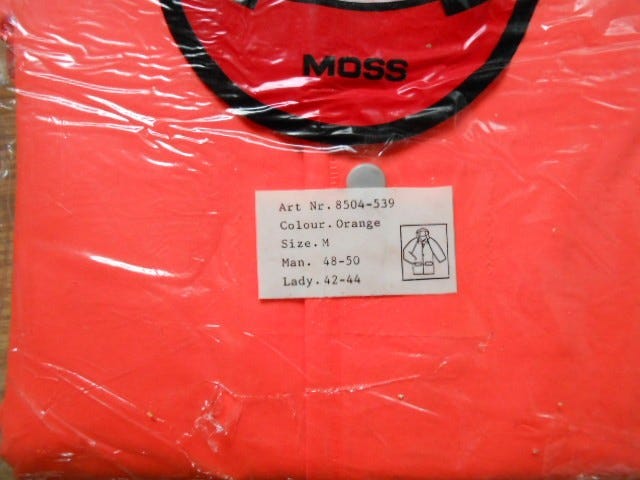 MOSS
Art Nr. 8504-539
Colour. Orange
Size. M
Man. 48-50
Lady. 42-44